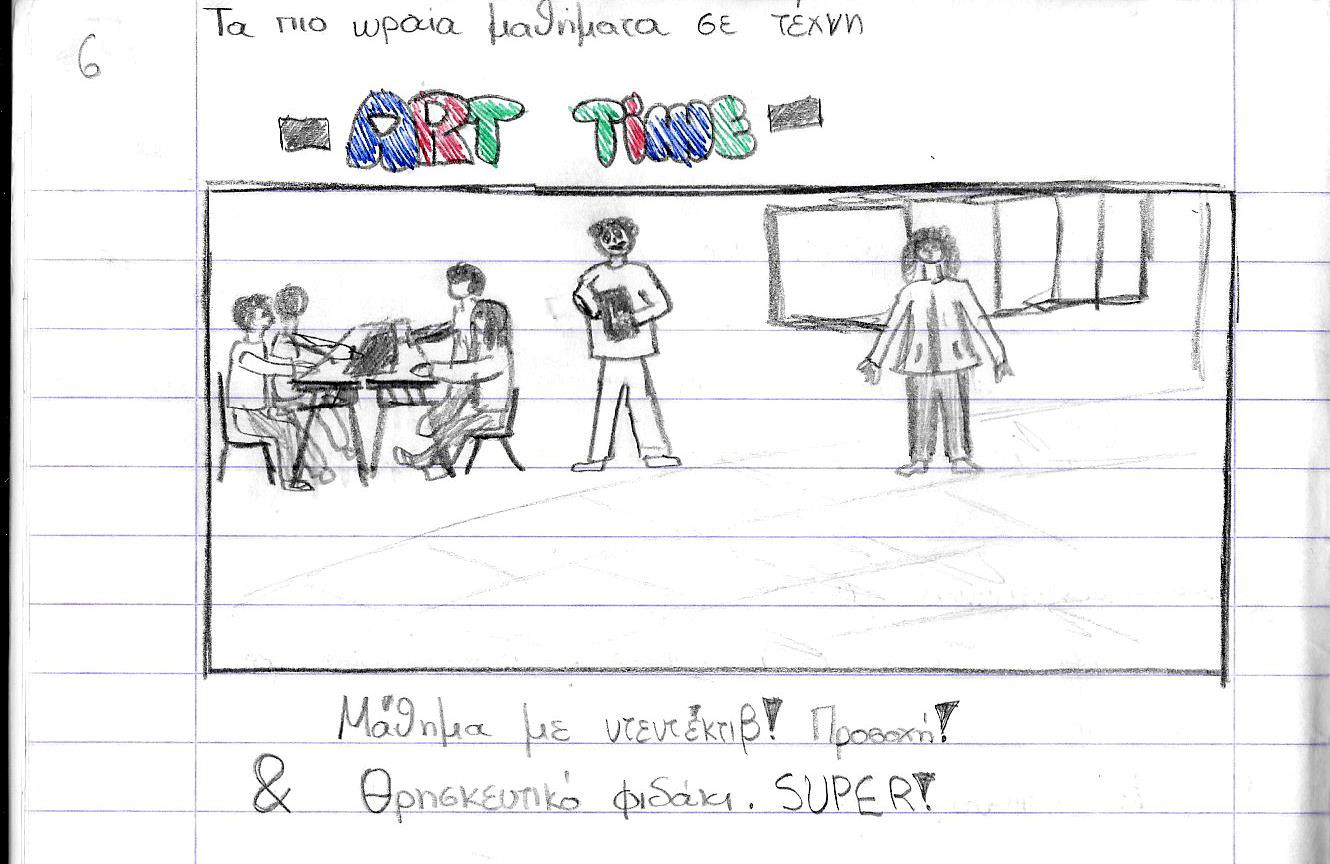 Τα πιο ωραία μαθήματα σε τέχνη
6
- ART TiME -
Μάθημα με ντεντέκτιβ! Προσοχή!
& Θρησκευτικό φιδάκι. SUPER!